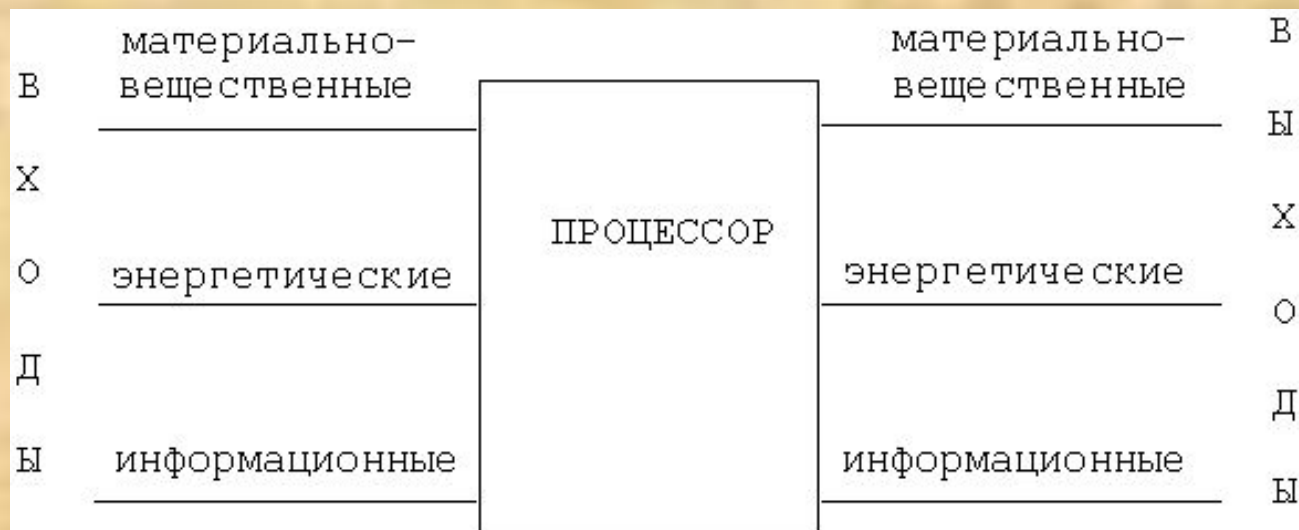 В
Х
О
Д
Ы
материально-
вещественные
энергетические
информационные
ПРОЦЕССОР
материально-
вещественные
энергетические
информационные
В
Ы
Х
О
Д
Ы